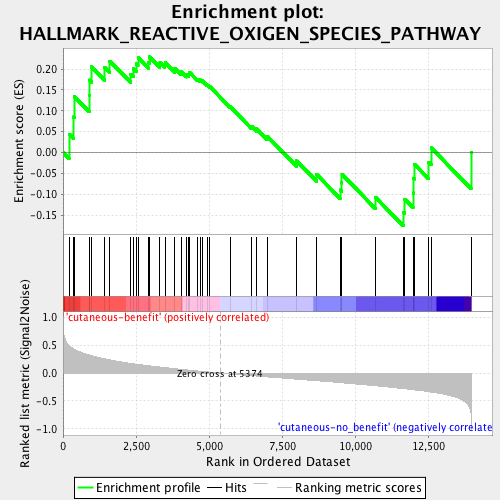 Enrichment plot:
HALLMARK_REACTIVE_OXIGEN_SPECIES_PATHWAY
Enrichment score (ES)
0.20
0.15
0.10
0.05
0.00
-0.05
-0.10
-0.15
Ranked list metric (Signal2Noise)
1.0
0.5
0.0
-0.5
-1.0
'cutaneous-benefit' (positively correlated)
Zero cross at 5374
'cutaneous-no_benefit' (negatively correlate
0
2,500
5,000
7,500
10,000
12,500
Rank in Ordered Dataset
Enrichment profile
Hits
Ranking metric scores